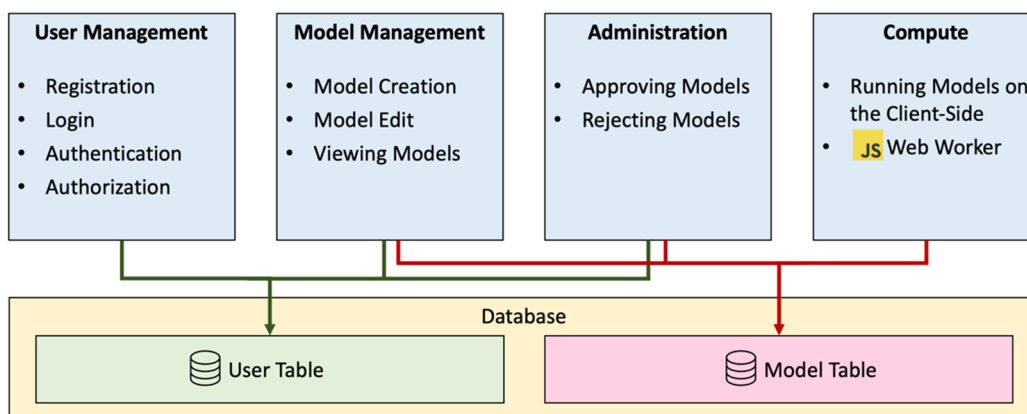 User Management
• Registration
• Login
• Authentication
• Authorization
Model Management
• Model Creation
• Model Edit
• Viewing Models
Administration
• Approving Models
• Rejecting Models
Compute
• Running Models on
the Client-Side
• JS Web Worker
Database
User Table
Model Table